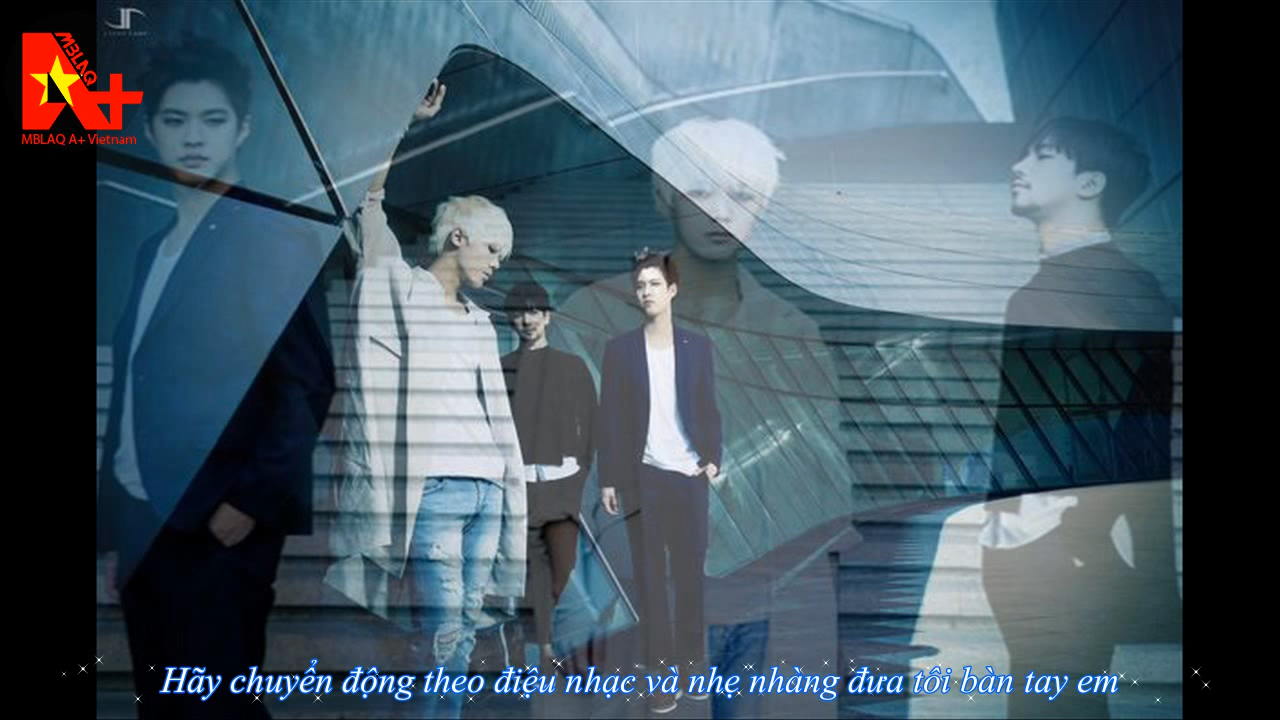 MBLAQ
A+
MBLAQ A+ Vietnam
Hãy chuyển động theo điệu nhạc và nhẹ nhàng đưa tôi bàn tay em